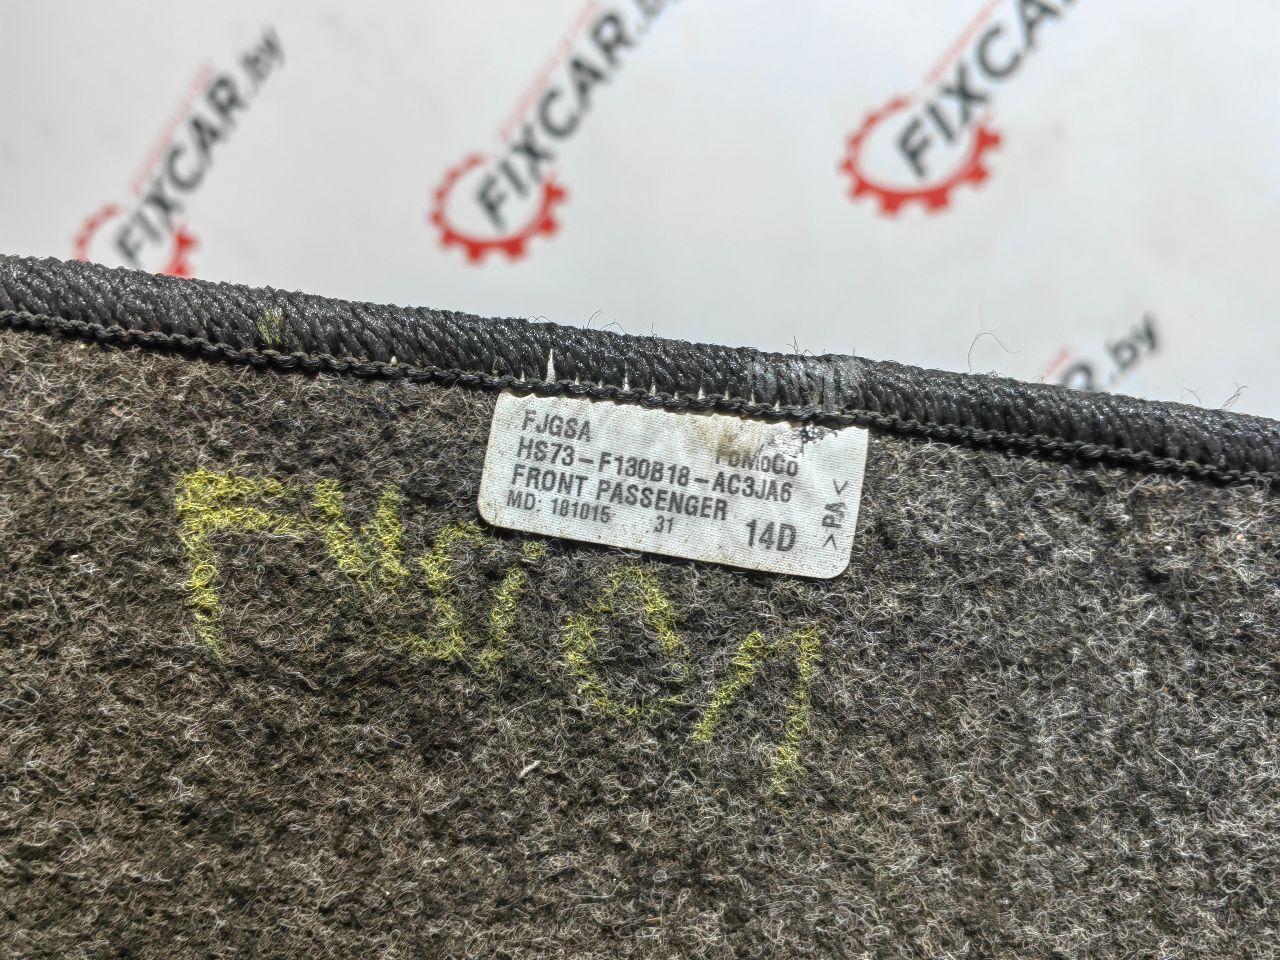 FIXCAR.by
FIXCAR.by
FIXCAR.by
FJGSA
FoMoCo
HS73-F130B18-AC3JA6
FRONT PASSENGER
MD. 181015 31 14D
>PA<
Fusion